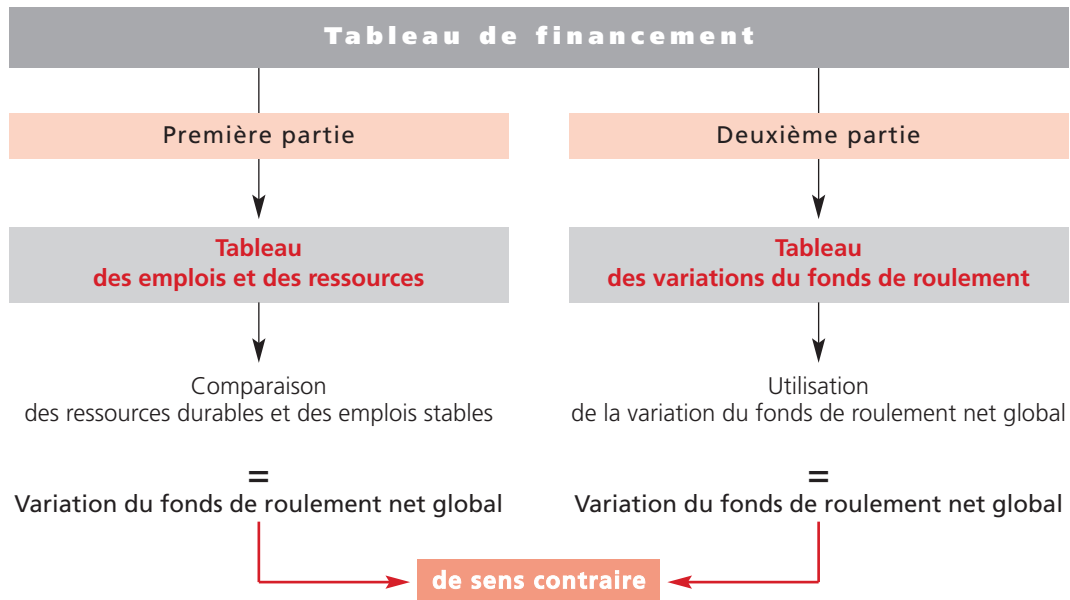 Tableau de financement
Première partie
Tableau
des emplois et des ressources
Comparaison
des ressources durables et des emplois stables
=
Variation du fonds de roulement net global
Deuxième partie
Tableau
des variations du fonds de roulement
Utilisation
de la variation du fonds de roulement net global
=
Variation du fonds de roulement net global
de sens contraire